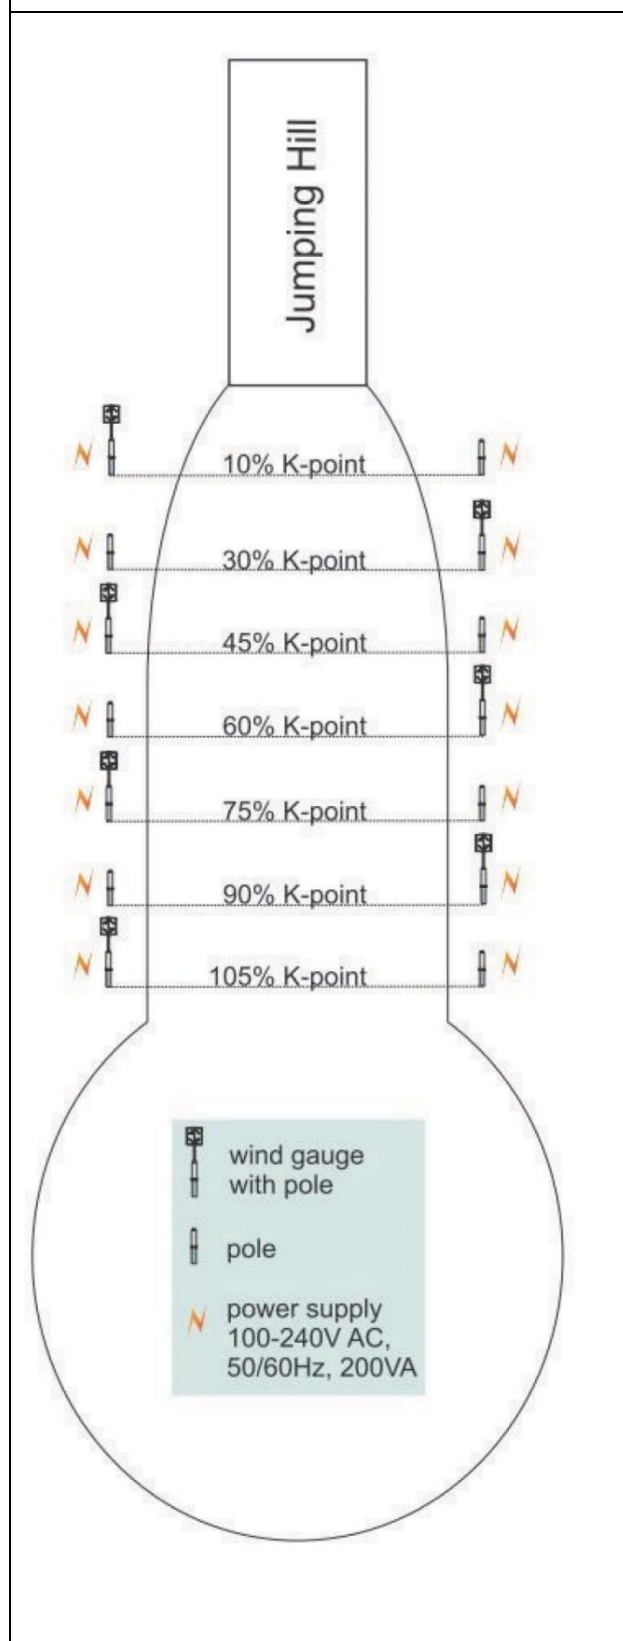 Jumping Hill
10% K-point
30% K-point
45% K-point
60% K-point
75% K-point
90% K-point
105% K-point
wind gauge
with pole
pole
power supply
100-240V AC,
50/60Hz, 200VA